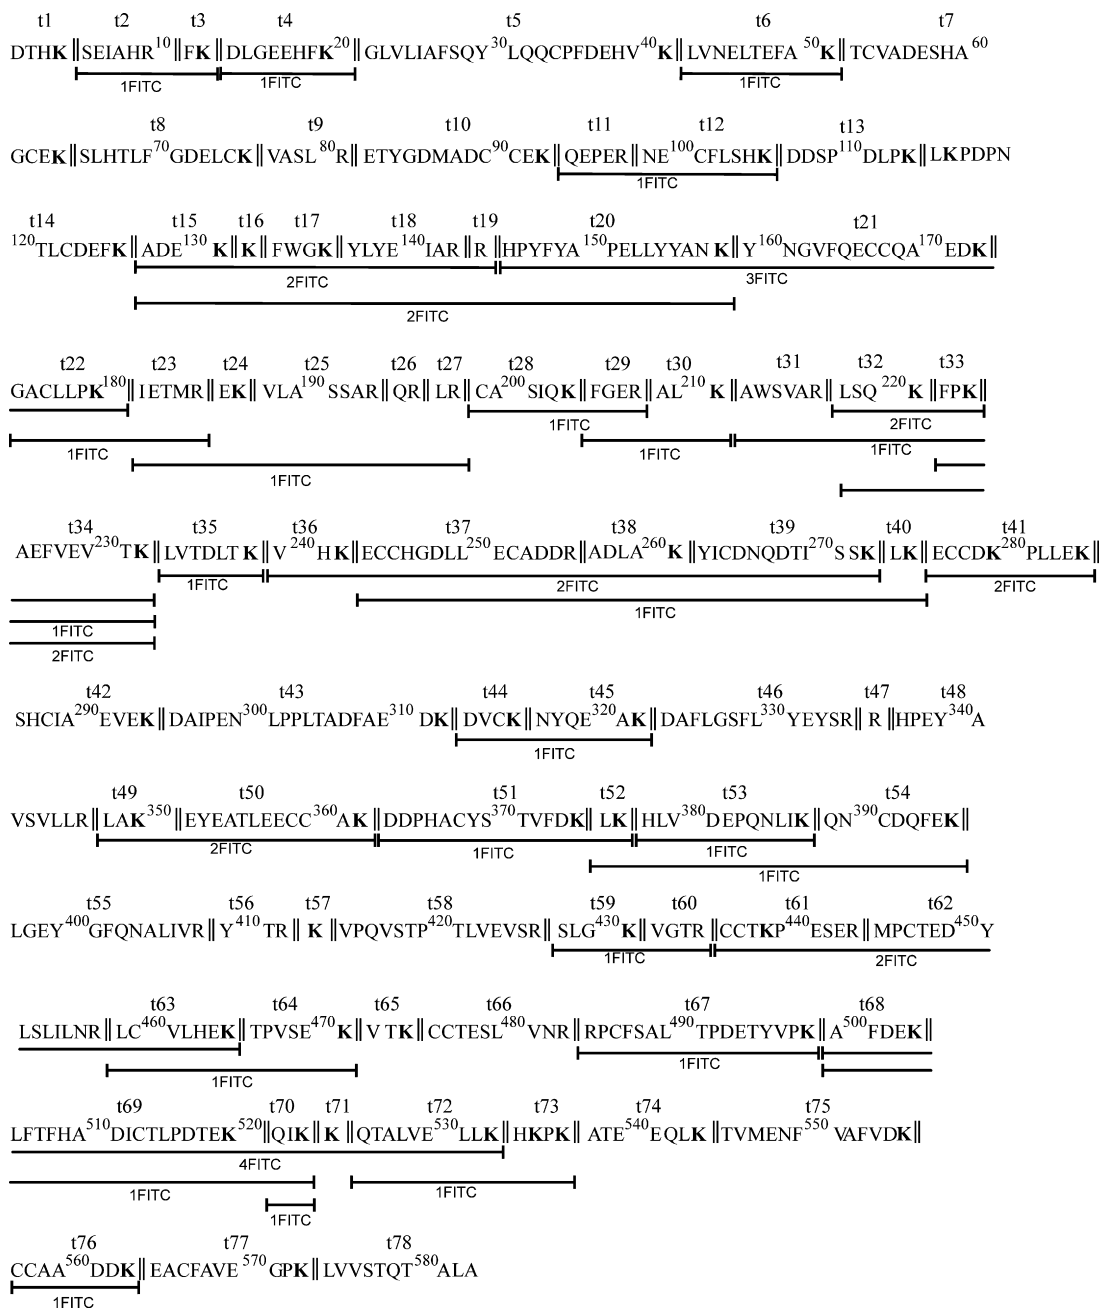 t1 t2 t3 t4 t5 t6 t7
DTHK‖SEIAHR¹⁰‖FK‖DLGEEHFK²⁰‖GLVLIAFSQY³⁰LQQCPFDEHV⁴⁰K‖LVNELTEFA⁵⁰K‖TCVADESHA⁶⁰
1FITC 1FITC 1FITC
t8 t9 t10 t11 t12 t13
GCEK‖SLHTLF⁷⁰GDELCK‖VASL⁸⁰R‖ETYGDMADC⁹⁰CEK‖QEPER‖NE¹⁰⁰CFLSHK‖DDSP¹¹⁰DLPK‖LKPDPN
1FITC
t14 t15 t16 t17 t18 t19 t20 t21
¹²⁰TLCDEFK‖ADE¹³⁰K‖K‖FWGK‖YLYE¹⁴⁰IAR‖R‖HPYFYA¹⁵⁰PELLYYANK‖Y¹⁶⁰NGVFQECCQA¹⁷⁰EDK‖
2FITC 3FITC
2FITC
t22 t23 t24 t25 t26 t27 t28 t29 t30 t31 t32 t33
GACLLPK¹⁸⁰‖IETMR‖EK‖VLA¹⁹⁰SSAR‖QR‖LR‖CA²⁰⁰SIQK‖FGER‖AL²¹⁰K‖AWSVAR‖LSQ²²⁰K‖FPK‖
1FITC 2FITC
1FITC 1FITC 1FITC
1FITC
t34 t35 t36 t37 t38 t39 t40 t41
AEFVEV²³⁰TK‖LVTDLTK‖V²⁴⁰HK‖ECCHGDLL²⁵⁰ECADDR‖ADLA²⁶⁰K‖YICDNQDTI²⁷⁰SSK‖LK‖ECCDK²⁸⁰PLLEK‖
1FITC 2FITC 2FITC
1FITC
1FITC
2FITC
t42 t43 t44 t45 t46 t47 t48
SHCIA²⁹⁰EVEK‖DAIPEN³⁰⁰LPPLTADFAE³¹⁰DK‖DVCK‖NYQE³²⁰AK‖DAFLGSFL³³⁰YEYSR‖R‖HPEY³⁴⁰A
1FITC
t49 t50 t51 t52 t53 t54
VSVLLR‖LAK³⁵⁰‖EYEATLEECC³⁶⁰AK‖DDPHACYS³⁷⁰TVFDK‖LK‖HLV³⁸⁰DEPQNLIK‖QN³⁹⁰CDQFEK‖
2FITC 1FITC 1FITC
1FITC
t55 t56 t57 t58 t59 t60 t61 t62
LGEY⁴⁰⁰GFQNALIVR‖Y⁴¹⁰TR‖K‖VPQVSTP⁴²⁰TLVEVSR‖SLG⁴³⁰K‖VGTR‖CCTKP⁴⁴⁰ESER‖MPCTED⁴⁵⁰Y
1FITC 2FITC
t63 t64 t65 t66 t67 t68
LSLILNR‖LC⁴⁶⁰VLHEK‖TPVSE⁴⁷⁰K‖VTK‖CCTESL⁴⁸⁰VNR‖RPCFSAL⁴⁹⁰TPDETYVPK‖A⁵⁰⁰FDEK‖
1FITC
1FITC
t69 t70 t71 t72 t73 t74 t75
LFTFHA⁵¹⁰DICTLPDTEK⁵²⁰‖QIK‖K‖QTALVE⁵³⁰LLK‖HKPK‖ATE⁵⁴⁰EQLK‖TVMENF⁵⁵⁰VAFVDK‖
4FITC
1FITC 1FITC
1FITC
t76 t77 t78
CCAA⁵⁶⁰DDK‖EACFAVE⁵⁷⁰GPK‖LVVSTQT⁵⁸⁰ALA
1FITC